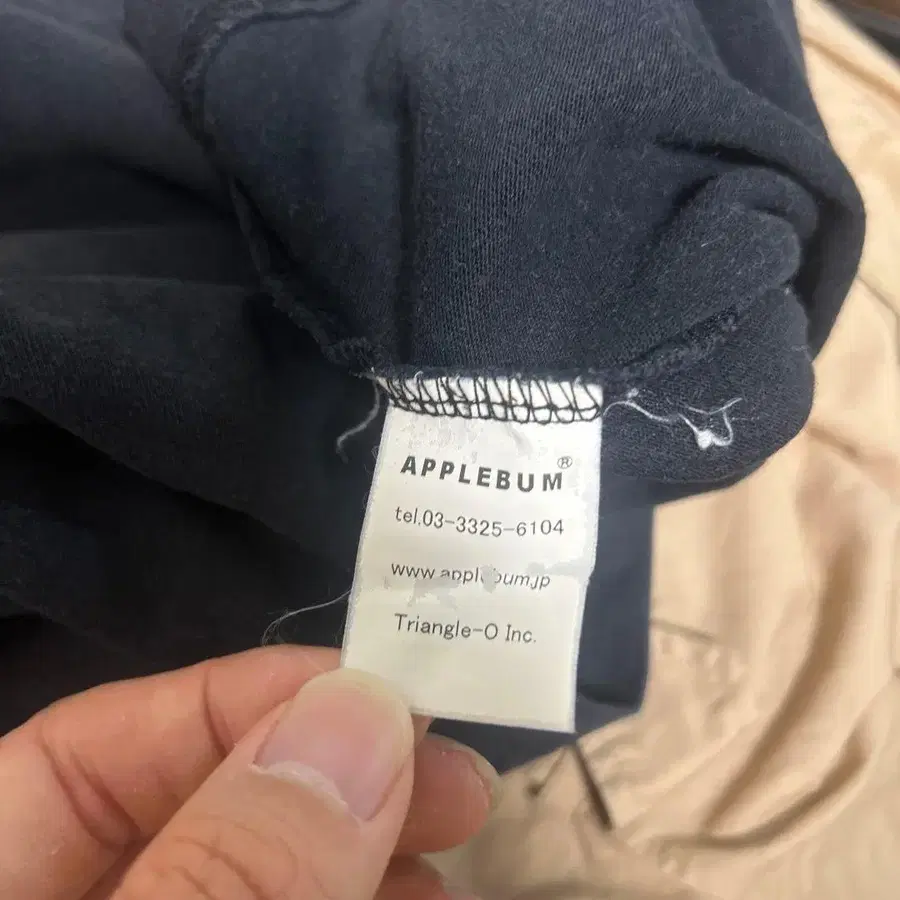 APPLEBUM®
tel.03-3325-6104
www.applebum.jp
Triangle-O Inc.